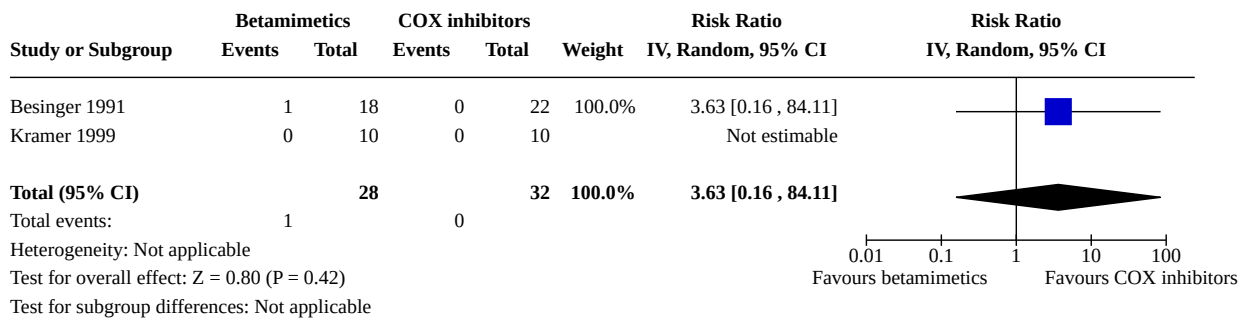 Betamimetics COX inhibitors Risk Ratio Risk Ratio
Study or Subgroup Events Total Events Total Weight IV, Random, 95% CI IV, Random, 95% CI
Besinger 1991 1 18 0 22 100.0% 3.63 [0.16 , 84.11]
Kramer 1999 0 10 0 10 Not estimable
Total (95% CI) 28 32 100.0% 3.63 [0.16 , 84.11]
Total events: 1 0
Heterogeneity: Not applicable
Test for overall effect: Z = 0.80 (P = 0.42)
Test for subgroup differences: Not applicable
0.01 0.1 1 10 100
Favours betamimetics Favours COX inhibitors